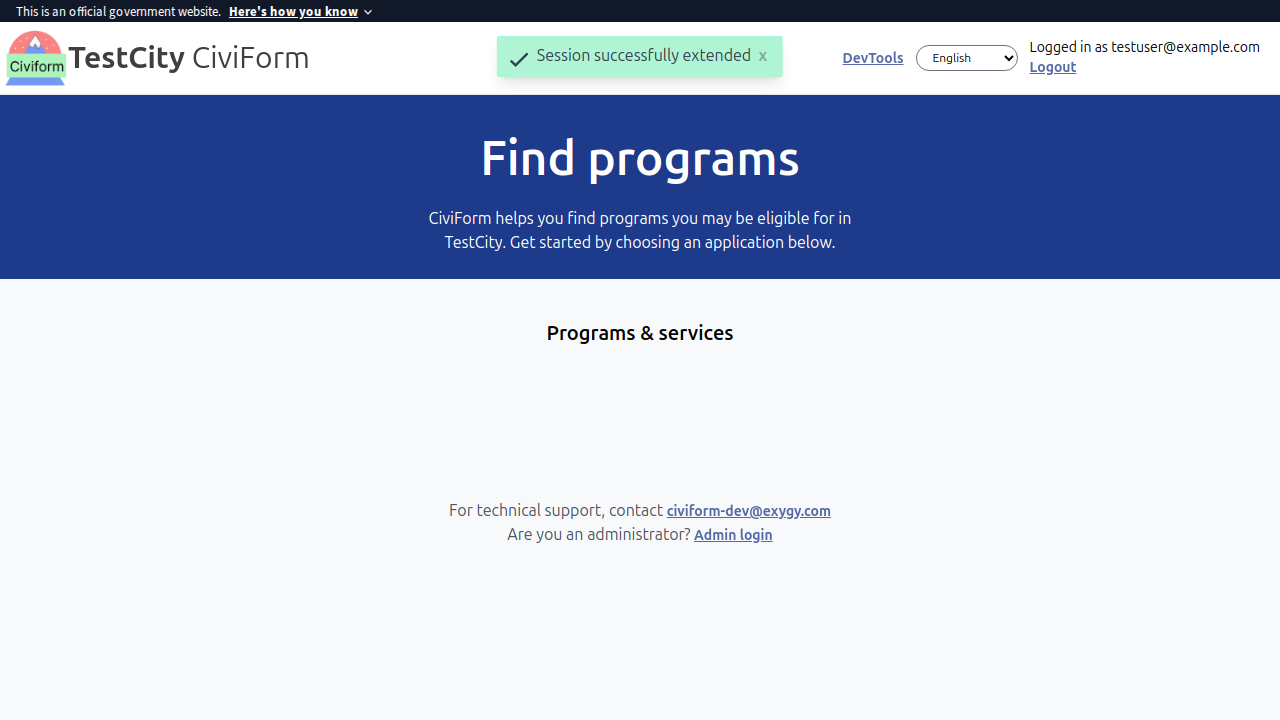 This is an official government website. Here's how you know
Civiform
TestCity CiviForm
Session successfully extended x
DevTools
English
Logged in as testuser@example.com
Logout
Find programs
CiviForm helps you find programs you may be eligible for in
TestCity. Get started by choosing an application below.
Programs & services
For technical support, contact civiform-dev@exygy.com
Are you an administrator? Admin login